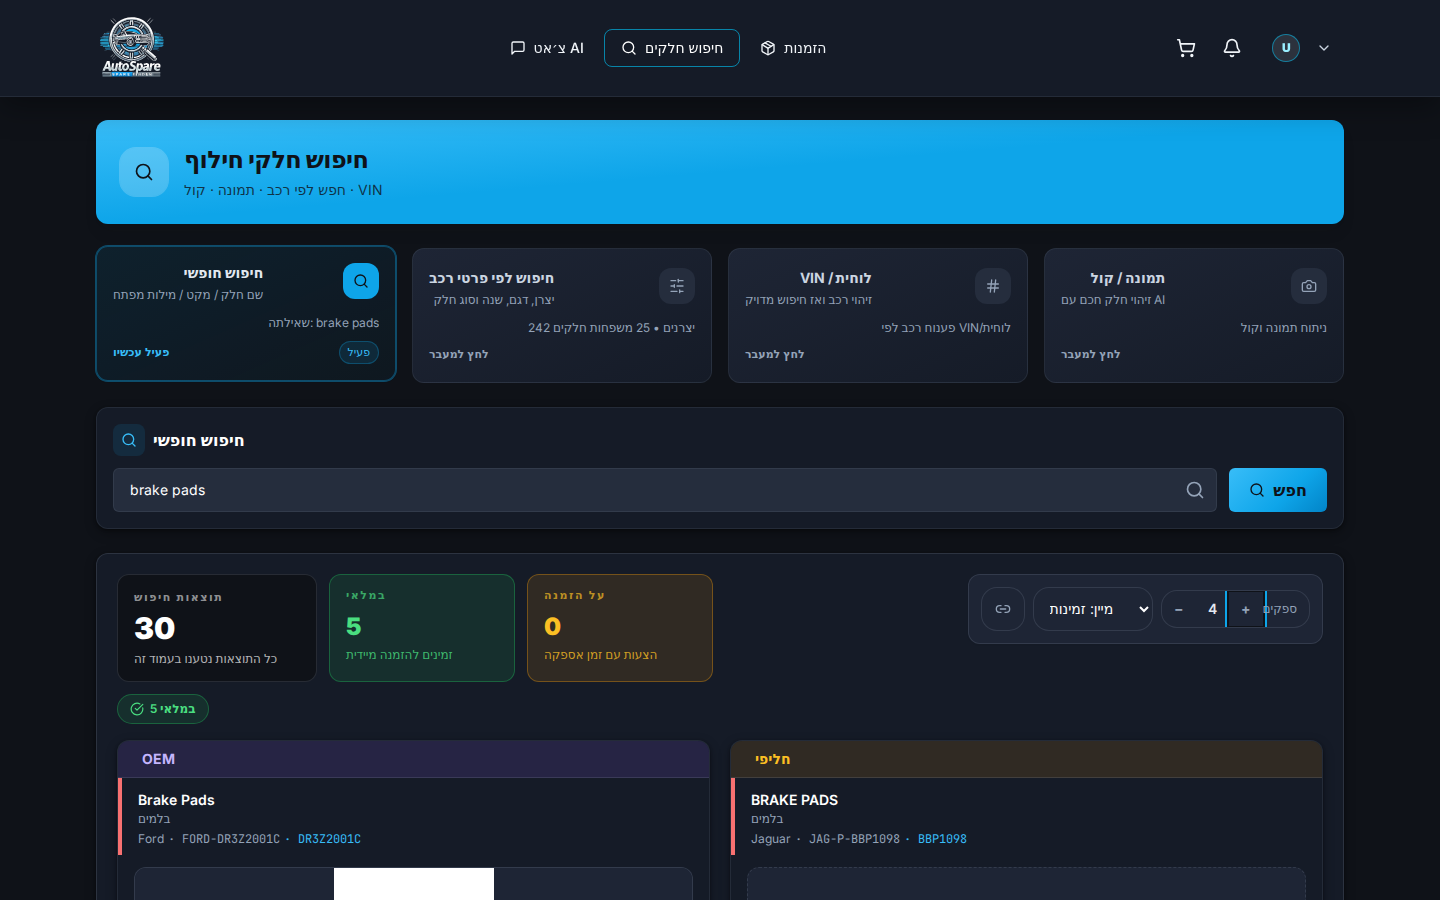 AutoSpare
צ׳אט AI
חיפוש חלקים
הזמנות
U
חיפוש חלקי חילוף
חפש לפי רכב · תמונה · קול · VIN
חיפוש חופשי
שם חלק / מקט / מילות מפתח
שאילתה: brake pads
פעיל עכשיו
פעיל
חיפוש לפי פרטי רכב
יצרן, דגם, שנה וסוג חלק
242 יצרנים • 25 משפחות חלקים
לחץ למעבר
לוחית / VIN
זיהוי רכב ואז חיפוש מדויק
פענוח רכב לפי VIN/לוחית
לחץ למעבר
תמונה / קול
זיהוי חלק חכם עם AI
ניתוח תמונה וקול
לחץ למעבר
חיפוש חופשי
brake pads
חפש
תוצאות חיפוש
30
כל התוצאות נטענו בעמוד זה
במלאי
5
זמינים להזמנה מיידית
על הזמנה
0
הצעות עם זמן אספקה
מיין: זמינות
−
4
+
ספקים
5 במלאי
OEM
Brake Pads
בלמים
Ford · FORD-DR3Z2001C · DR3Z2001C
חליפי
BRAKE PADS
בלמים
Jaguar · JAG-P-BBP1098 · BBP1098